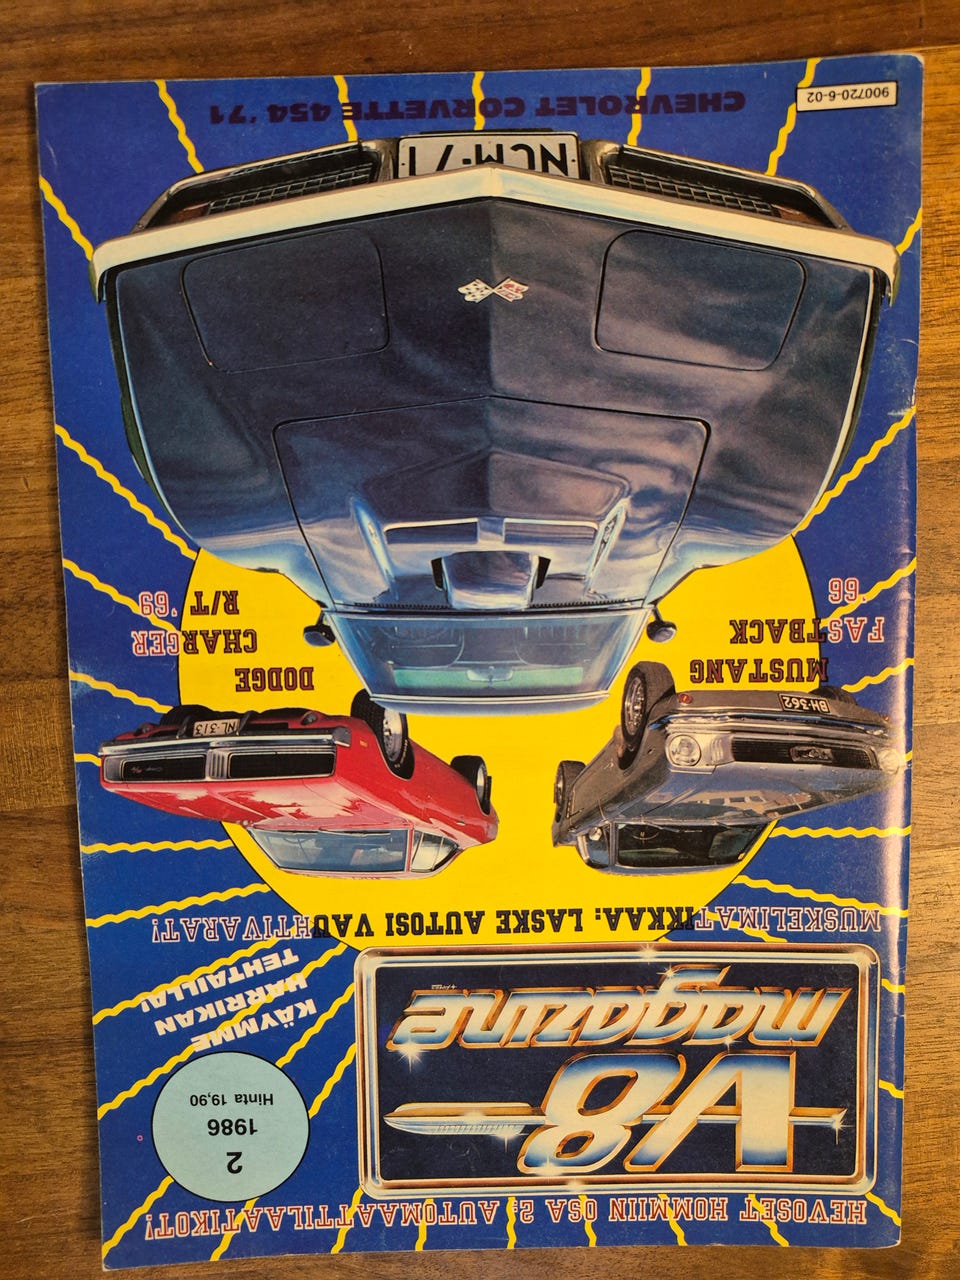 HEVOSET HOMMIIN OSA 2: AUTOMAATTILAATIKOT!
V8
magazine
2
1986
Hinta 19,90
KÄYMME
HARRIKAN
TEHTAILLA!
MUSKELIMATIIKKAA: LASKE AUTOSI VAUHTIVARAT!
BH-362
NL-313
MUSTANG
FASTBACK
'66
DODGE
CHARGER
R/T '69
NCM-71
CHEVROLET CORVETTE 454 '71
900720-6-02